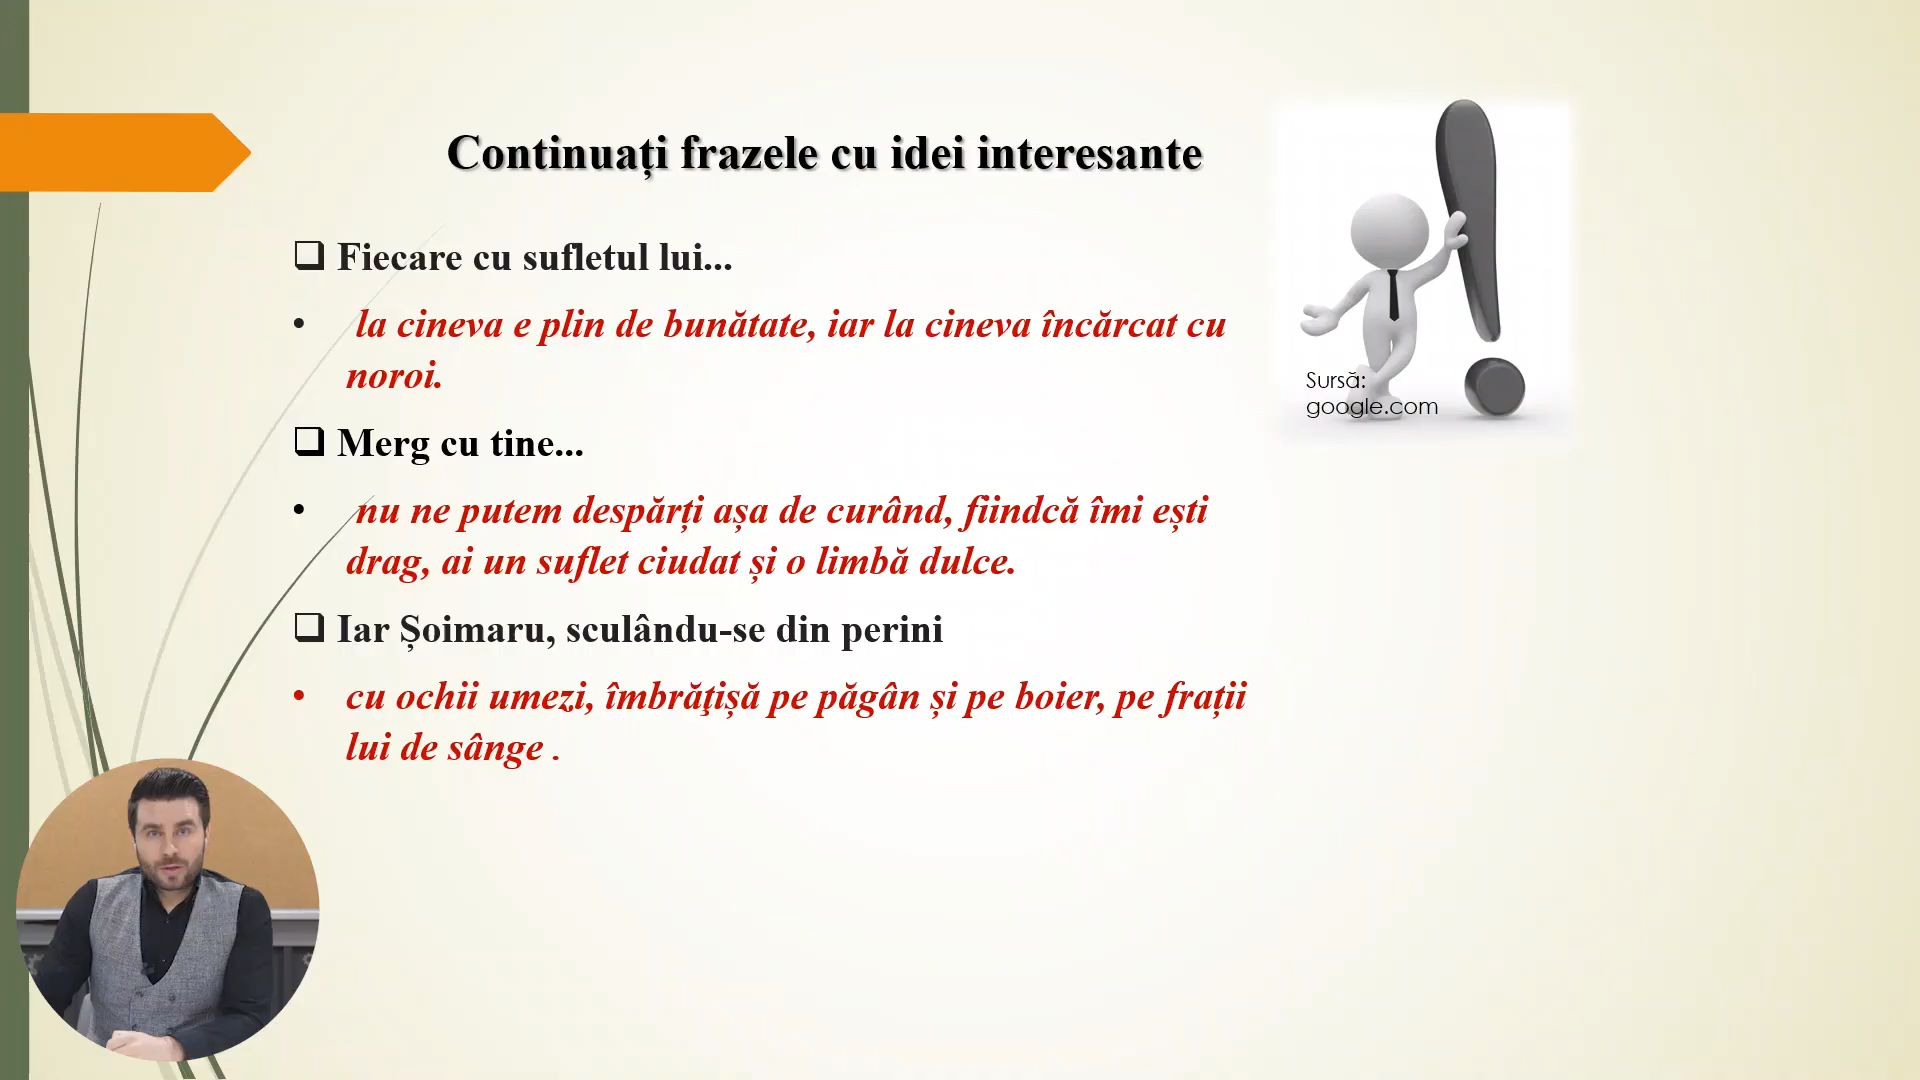 Continuați frazele cu idei interesante
❑ Fiecare cu sufletul lui...
• la cineva e plin de bunătate, iar la cineva încărcat cu
noroi.
❑ Merg cu tine...
• nu ne putem despărți așa de curând, fiindcă îmi ești
drag, ai un suflet ciudat și o limbă dulce.
❑ Iar Șoimaru, sculându-se din perini
• cu ochii umezi, îmbrăţișă pe păgân și pe boier, pe frații
lui de sânge .
Sursă:
google.com